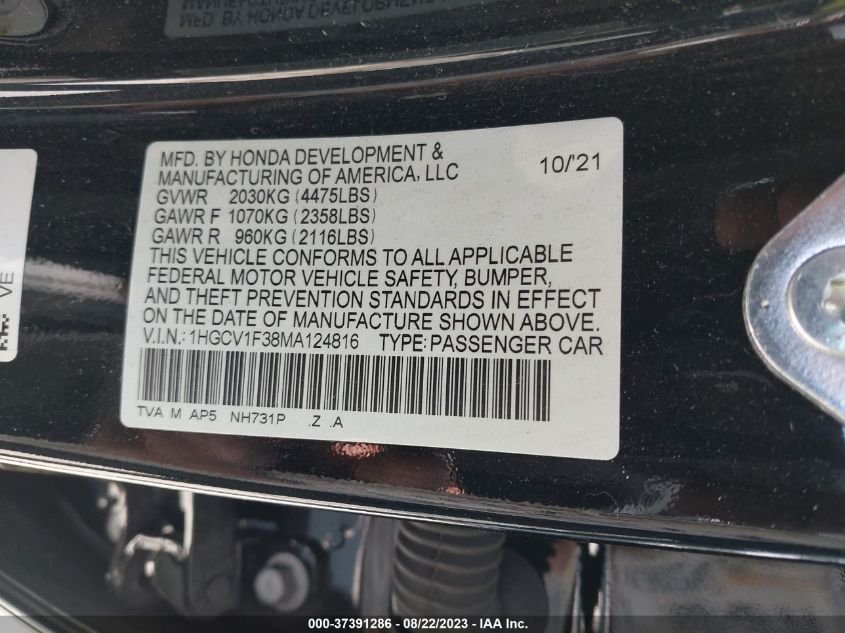 MFD. BY HONDA DEVELOPMENT &
MANUFACTURING OF AMERICA, LLC
10/'21
GVWR 2030KG (4475LBS)
GAWR F 1070KG (2358LBS)
GAWR R 960KG (2116LBS)
THIS VEHICLE CONFORMS TO ALL APPLICABLE
FEDERAL MOTOR VEHICLE SAFETY, BUMPER,
AND THEFT PREVENTION STANDARDS IN EFFECT
ON THE DATE OF MANUFACTURE SHOWN ABOVE.
V.I.N.: 1HGCV1F38MA124816 TYPE: PASSENGER CAR
TVA M AP5 NH731P .Z .A
VE
000-37391286 - 08/22/2023 - IAA Inc.